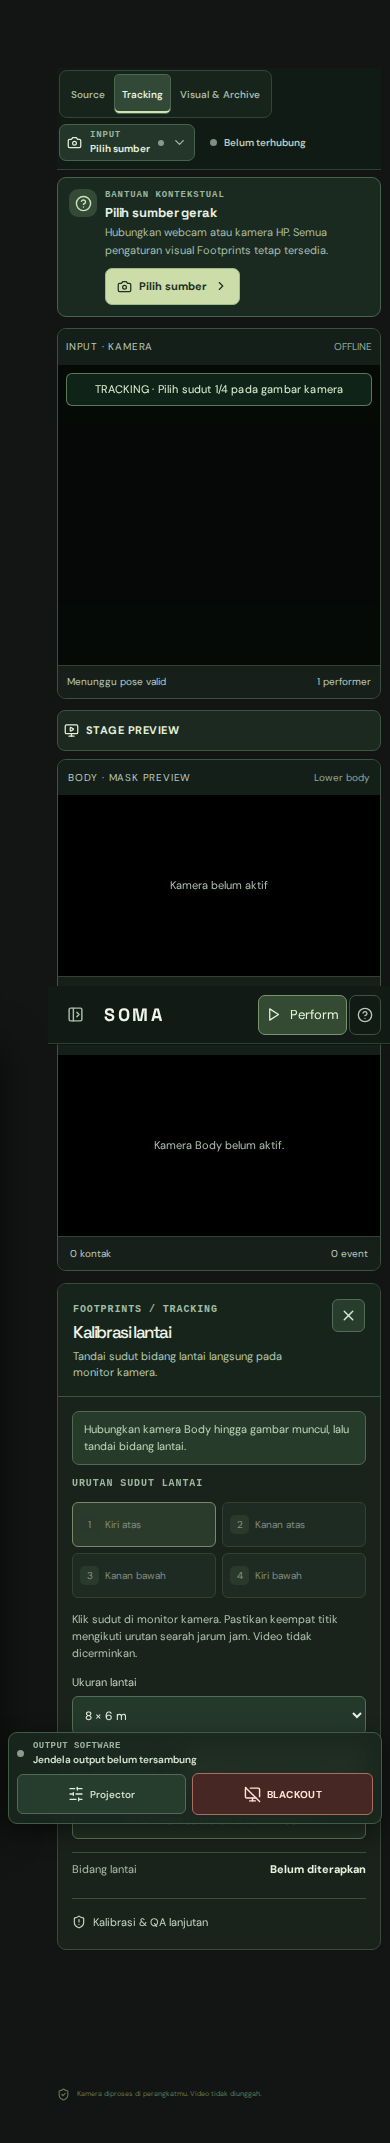 Source
Tracking
Visual & Archive
INPUT
Pilih sumber
Belum terhubung
BANTUAN KONTEKSTUAL
Pilih sumber gerak
Hubungkan webcam atau kamera HP. Semua
pengaturan visual Footprints tetap tersedia.
Pilih sumber
INPUT · KAMERA
OFFLINE
TRACKING · Pilih sudut 1/4 pada gambar kamera
Menunggu pose valid
1 performer
STAGE PREVIEW
BODY · MASK PREVIEW
Lower body
Kamera belum aktif
SOMA
Perform
Kamera Body belum aktif.
0 kontak
0 event
FOOTPRINTS / TRACKING
Kalibrasi lantai
Tandai sudut bidang lantai langsung pada
monitor kamera.
Hubungkan kamera Body hingga gambar muncul, lalu
tandai bidang lantai.
URUTAN SUDUT LANTAI
1 Kiri atas
2 Kanan atas
3 Kanan bawah
4 Kiri bawah
Klik sudut di monitor kamera. Pastikan keempat titik
mengikuti urutan searah jarum jam. Video tidak
dicerminkan.
Ukuran lantai
8 × 6 m
OUTPUT SOFTWARE
Jendela output belum tersambung
Projector
BLACKOUT
Bidang lantai
Belum diterapkan
Kalibrasi & QA lanjutan
Kamera diproses di perangkatmu. Video tidak diunggah.